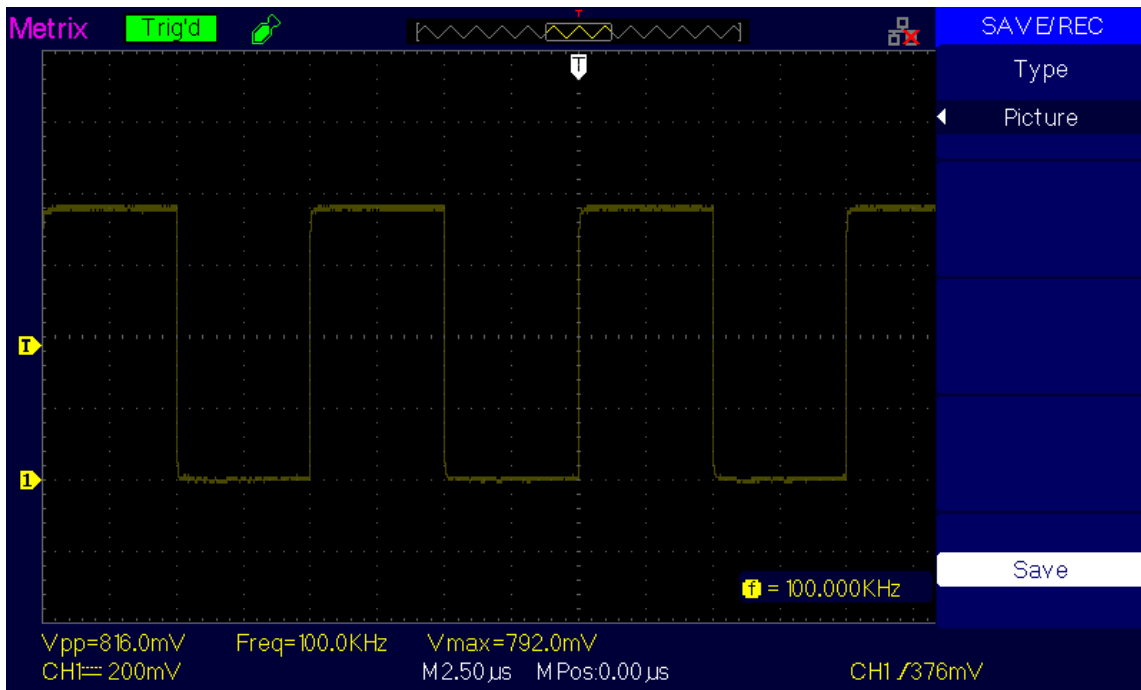 Metrix Trig'd T SAVE/REC
T
Type
Picture
T
1
Save
f = 100.000KHz
Vpp=816.0mV Freq=100.0KHz Vmax=792.0mV
CH1 200mV M 2.50µs M Pos:0.00µs CH1 376mV